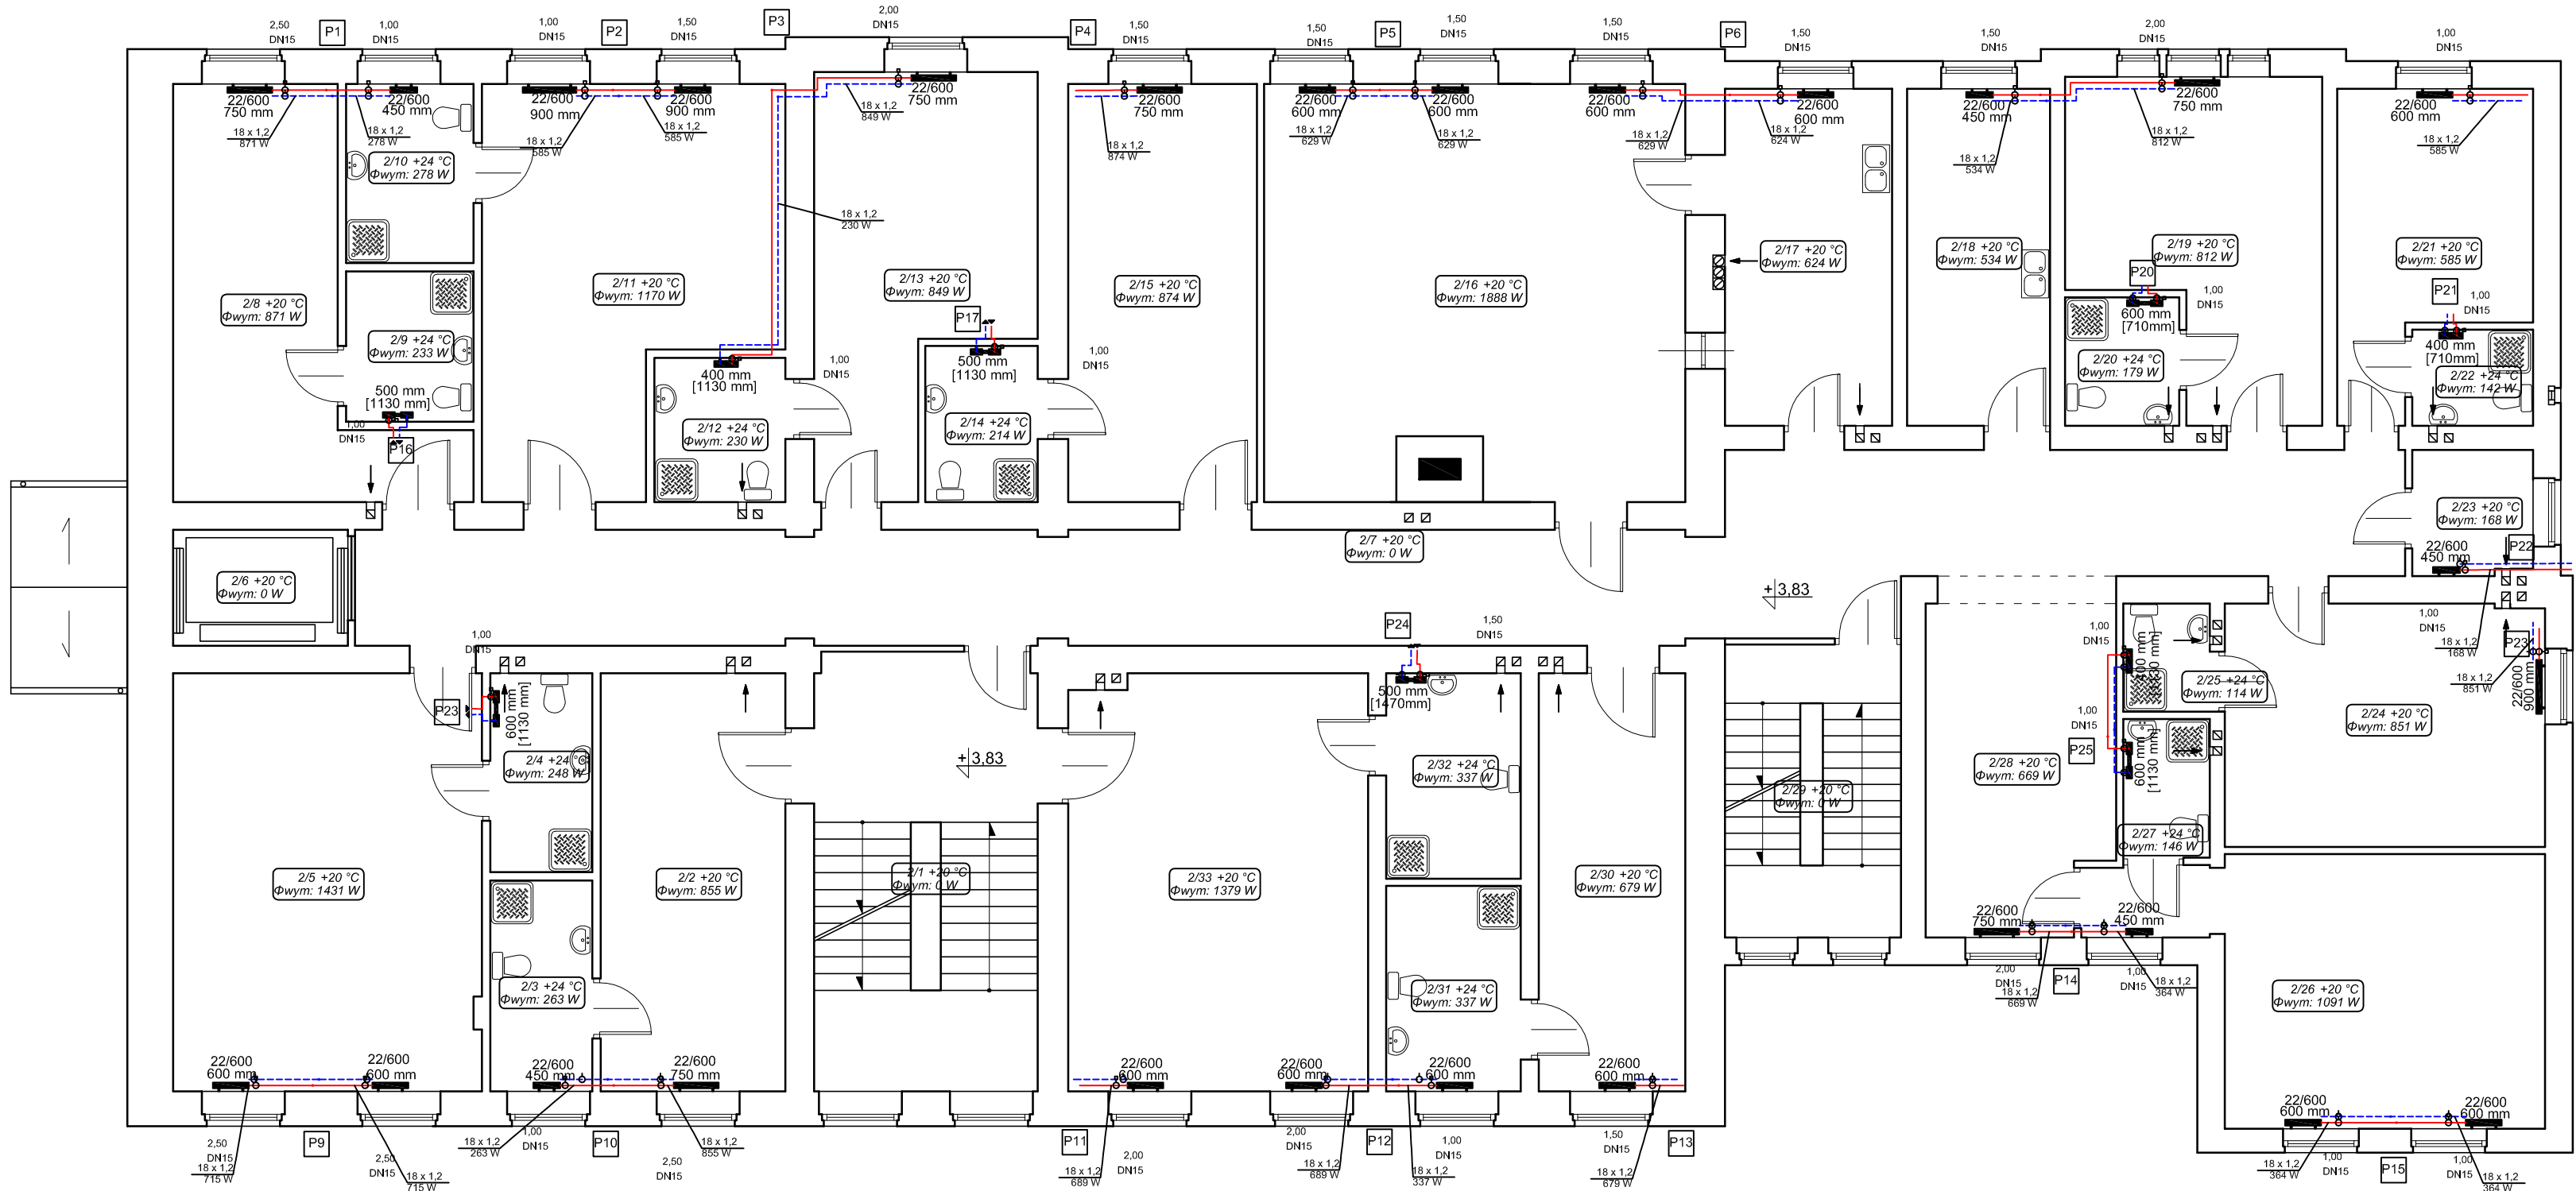 2,50
DN15
P1
1,00
DN15
1,00
DN15
P2
1,50
DN15
P3
2,00
DN15
P4
1,50
DN15
1,50
DN15
P5
1,50
DN15
1,50
DN15
P6
1,50
DN15
1,50
DN15
2,00
DN15
1,00
DN15
22/600
750 mm
18 x 1,2
871 W
22/600
450 mm
18 x 1,2
278 W
22/600
900 mm
18 x 1,2
585 W
22/600
900 mm
18 x 1,2
585 W
22/600
750 mm
18 x 1,2
849 W
22/600
750 mm
18 x 1,2
874 W
22/600
600 mm
18 x 1,2
629 W
22/600
600 mm
18 x 1,2
629 W
22/600
600 mm
18 x 1,2
629 W
22/600
600 mm
18 x 1,2
624 W
22/600
450 mm
18 x 1,2
534 W
22/600
750 mm
18 x 1,2
812 W
22/600
600 mm
18 x 1,2
585 W
2/10 +24 °C
Φwym: 278 W
18 x 1,2
230 W
2/8 +20 °C
Φwym: 871 W
2/9 +24 °C
Φwym: 233 W
500 mm
[1130 mm]
1,00
DN15
P16
2/11 +20 °C
Φwym: 1170 W
2/13 +20 °C
Φwym: 849 W
P17
500 mm
[1130 mm]
400 mm
[1130 mm]
1,00
DN15
2/12 +24 °C
Φwym: 230 W
2/14 +24 °C
Φwym: 214 W
2/15 +20 °C
Φwym: 874 W
1,00
DN15
2/16 +20 °C
Φwym: 1888 W
2/17 +20 °C
Φwym: 624 W
2/18 +20 °C
Φwym: 534 W
2/19 +20 °C
Φwym: 812 W
P20
1,00
DN15
600 mm
[710mm]
2/20 +24 °C
Φwym: 179 W
2/21 +20 °C
Φwym: 585 W
P21
1,00
DN15
400 mm
[710mm]
2/22 +24 °C
Φwym: 142 W
2/23 +20 °C
Φwym: 168 W
P22
22/600
450 mm
2/6 +20 °C
Φwym: 0 W
2/7 +20 °C
Φwym: 0 W
+ 3,83
1,00
DN15
P24
1,50
DN15
1,00
DN15
1,00
DN15
18 x 1,2
168 W
P23
18 x 1,2
851 W
22/600
900 mm
400 mm
[1130 mm]
2/25 +24 °C
Φwym: 114 W
2/24 +20 °C
Φwym: 851 W
P23
600 mm
[1130 mm]
500 mm
[1470mm]
1,00
DN15
P25
600 mm
[1130 mm]
2/4 +24 °C
Φwym: 248 W
+ 3,83
2/32 +24 °C
Φwym: 337 W
2/29 +20 °C
Φwym: 0 W
2/28 +20 °C
Φwym: 669 W
2/27 +24 °C
Φwym: 146 W
2/5 +20 °C
Φwym: 1431 W
2/2 +20 °C
Φwym: 855 W
2/1 +20 °C
Φwym: 0 W
2/33 +20 °C
Φwym: 1379 W
2/30 +20 °C
Φwym: 679 W
22/600
750 mm
22/600
450 mm
2/3 +24 °C
Φwym: 263 W
2/31 +24 °C
Φwym: 337 W
2,00
DN15
18 x 1,2
669 W
P14
1,00
DN15
18 x 1,2
364 W
2/26 +20 °C
Φwym: 1091 W
22/600
600 mm
22/600
600 mm
22/600
450 mm
22/600
750 mm
22/600
600 mm
22/600
600 mm
22/600
600 mm
22/600
600 mm
22/600
600 mm
22/600
600 mm
2,50
DN15
18 x 1,2
715 W
P9
2,50
DN15
18 x 1,2
715 W
18 x 1,2
263 W
1,00
DN15
P10
2,50
DN15
18 x 1,2
855 W
P11
18 x 1,2
689 W
2,00
DN15
2,00
DN15
18 x 1,2
689 W
P12
18 x 1,2
337 W
1,00
DN15
1,50
DN15
18 x 1,2
679 W
P13
18 x 1,2
364 W
1,00
DN15
P15
1,00
DN15
18 x 1,2
364 W